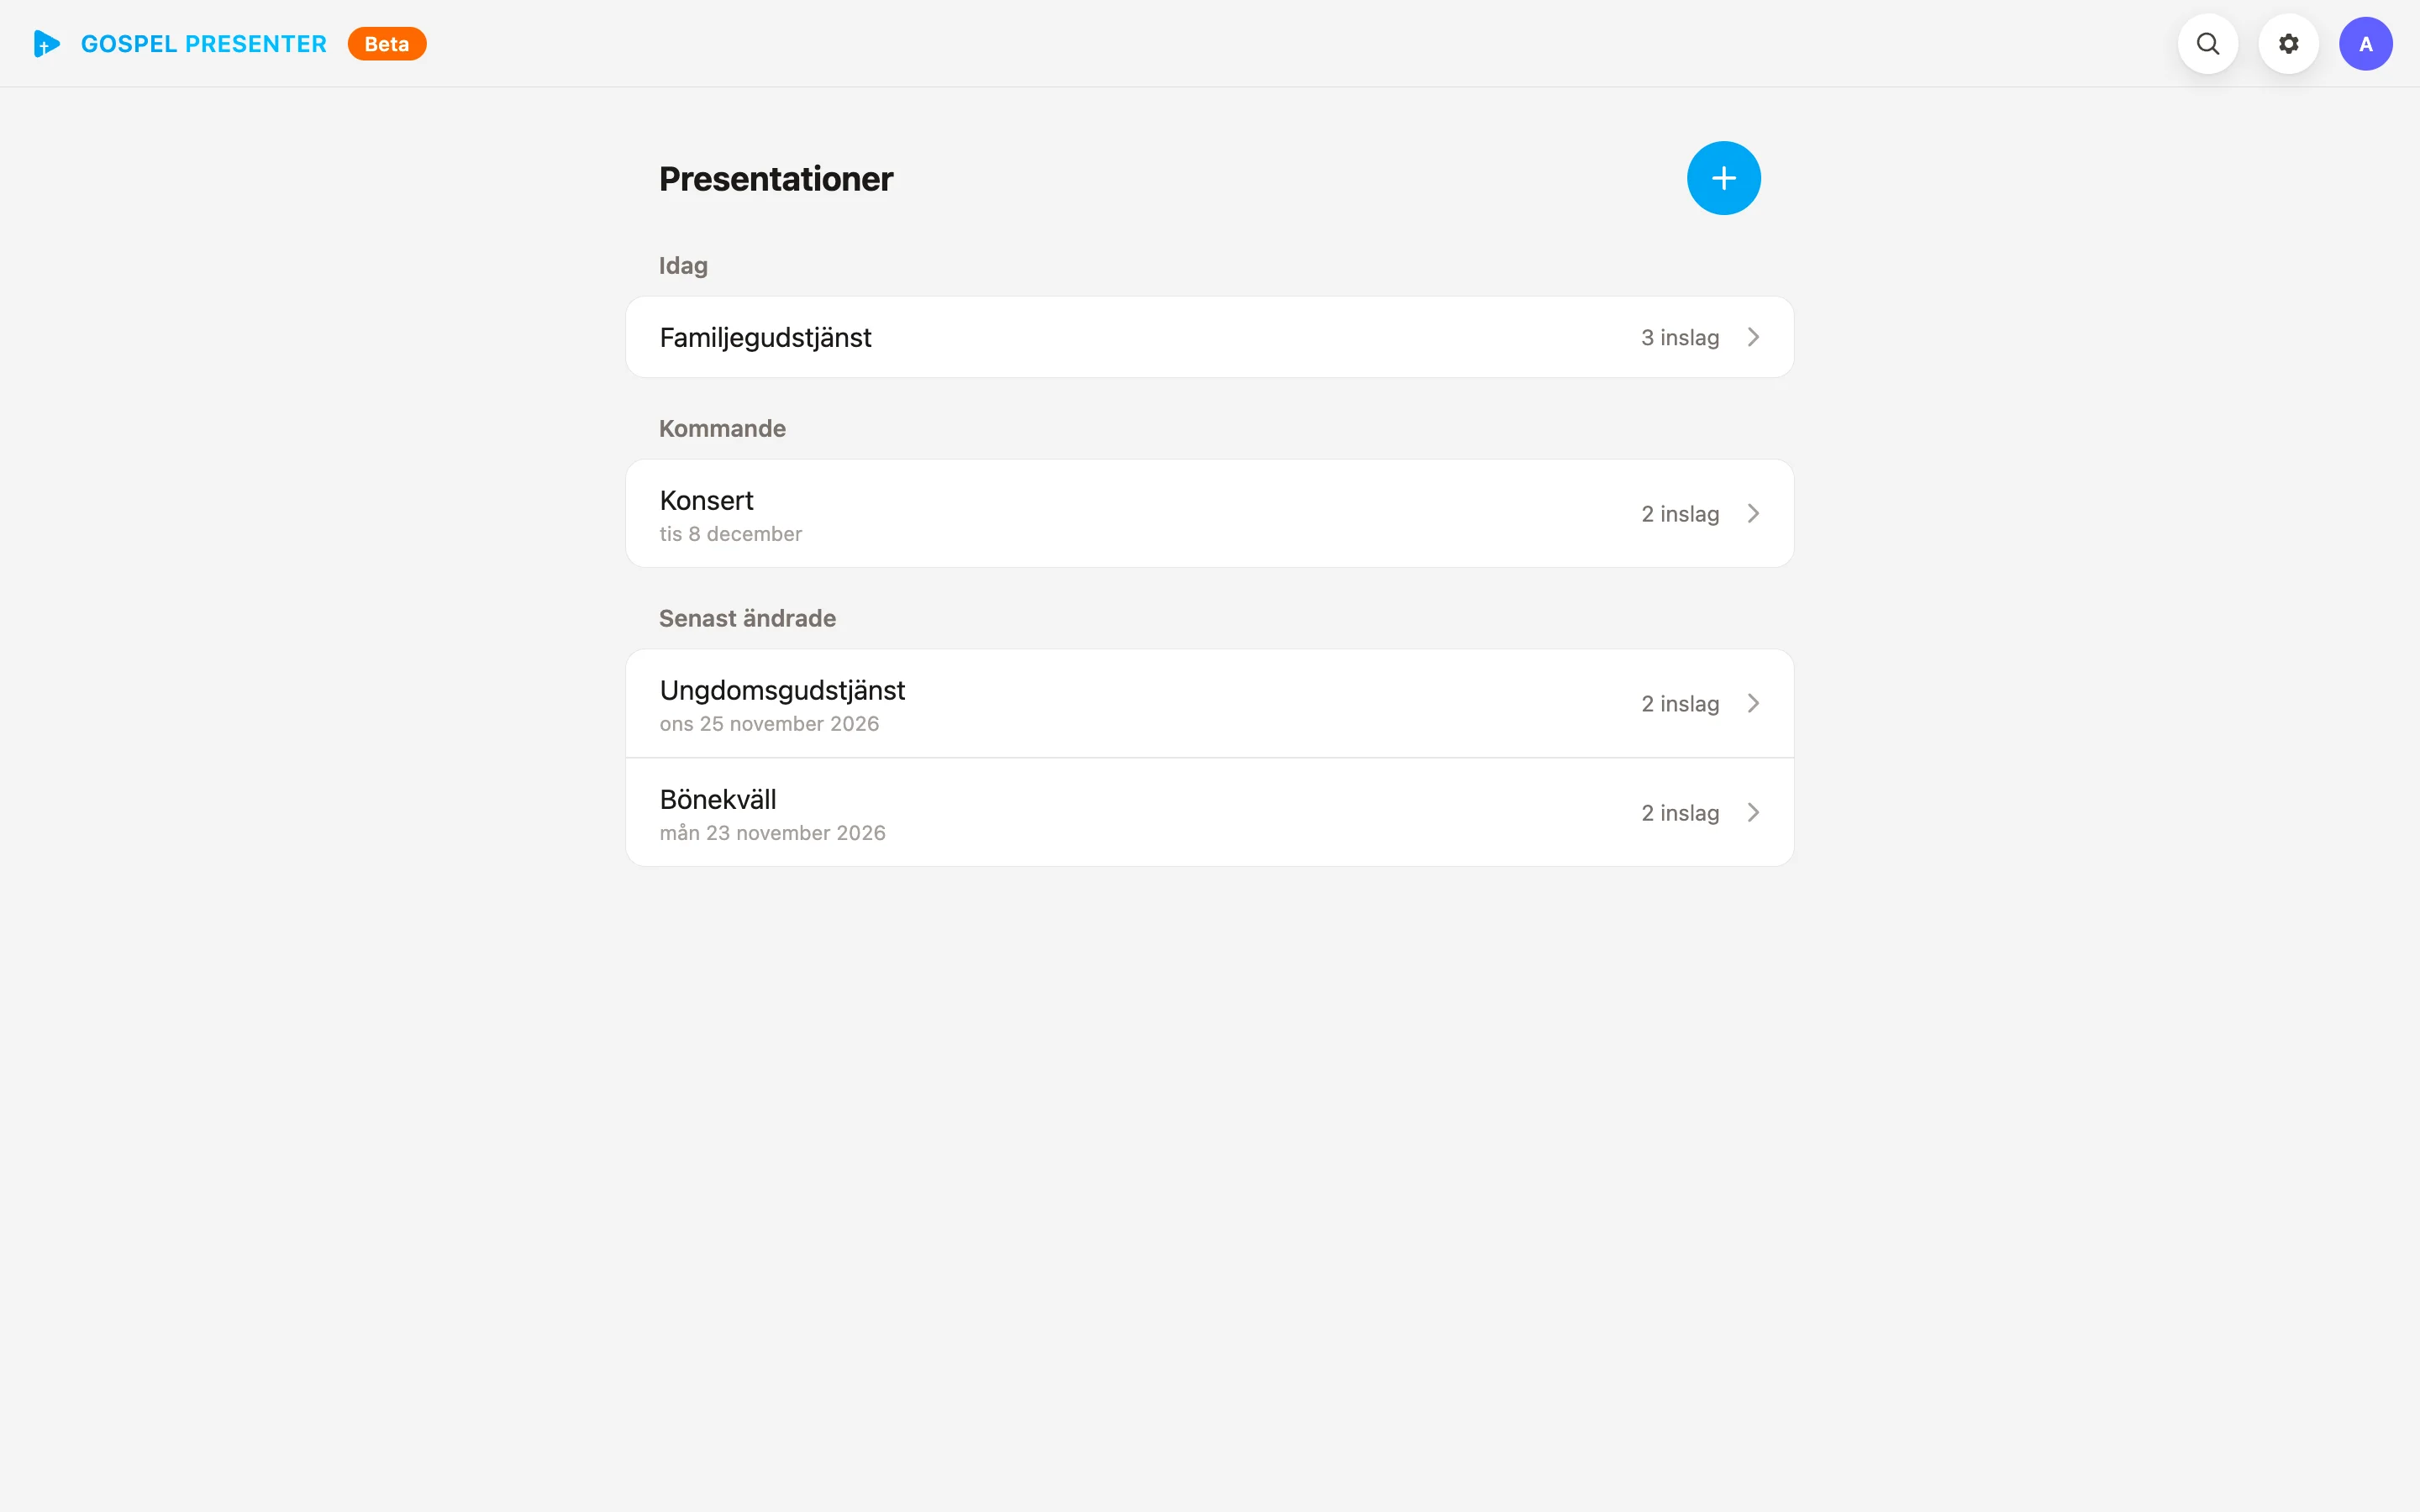 GOSPEL PRESENTER Beta
A
Presentationer
Idag
Familjegudstjänst
3 inslag
Kommande
Konsert
tis 8 december
2 inslag
Senast ändrade
Ungdomsgudstjänst
ons 25 november 2026
2 inslag
Bönekväll
mån 23 november 2026
2 inslag